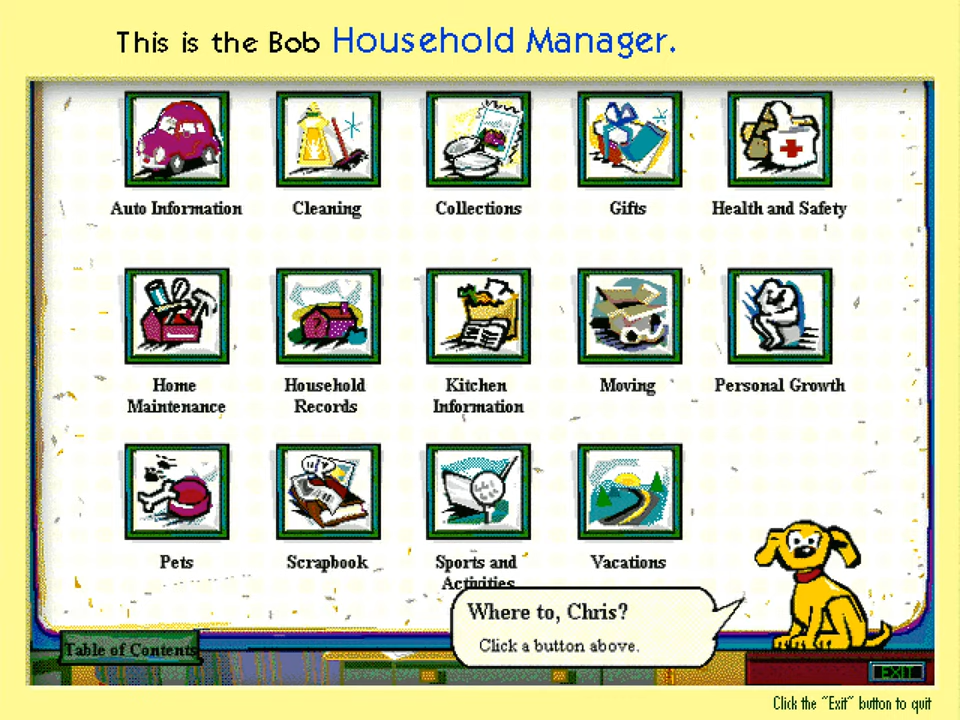 This is the Bob Household Manager.
Auto Information
Cleaning
Collections
Gifts
Health and Safety
Home
Maintenance
Household
Records
Kitchen
Information
Moving
Personal Growth
Pets
Scrapbook
Sports and
Activities
Vacations
Where to, Chris?
Click a button above.
Table of Contents
EXIT
Click the "Exit" button to quit